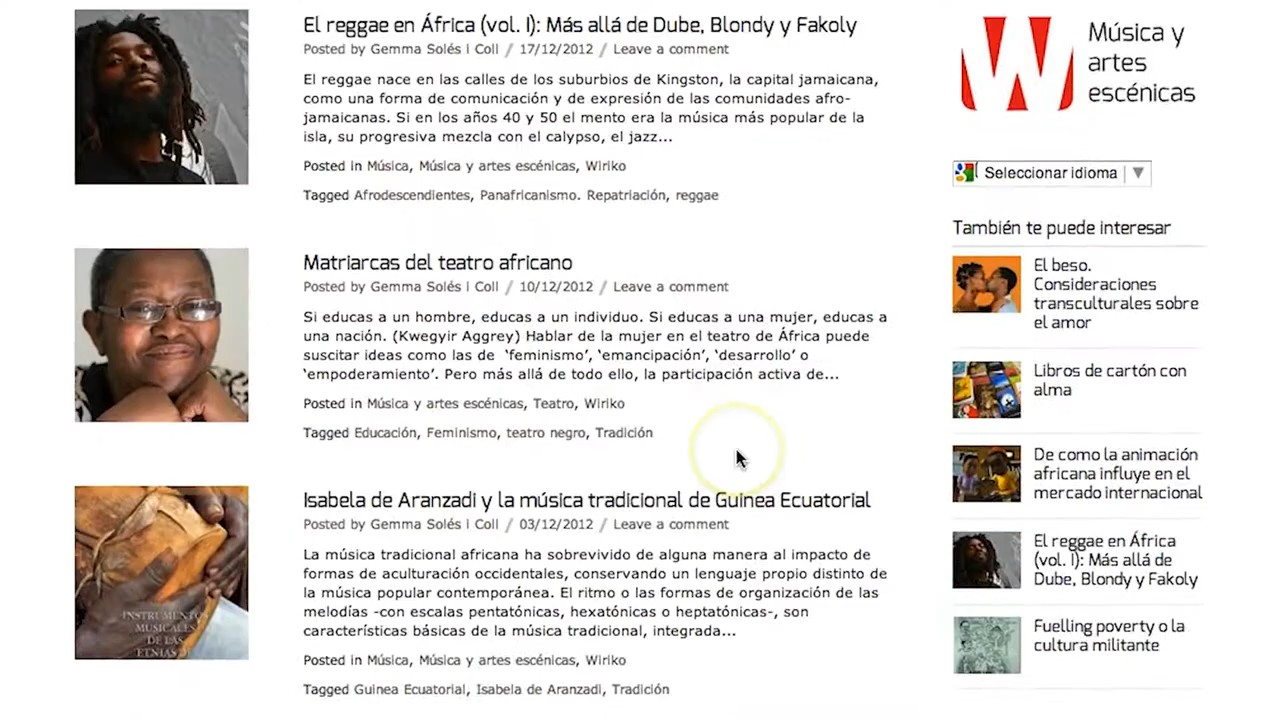 El reggae en África (vol. I): Más allá de Dube, Blondy y Fakoly
Posted by Gemma Solés i Coll / 17/12/2012 / Leave a comment
El reggae nace en las calles de los suburbios de Kingston, la capital jamaicana,
como una forma de comunicación y de expresión de las comunidades afro-
jamaicanas. Si en los años 40 y 50 el mento era la música más popular de la
isla, su progresiva mezcla con el calypso, el jazz...
Posted in Música, Música y artes escénicas, Wiriko
Tagged Afrodescendientes, Panafricanismo. Repatriación, reggae
Matriarcas del teatro africano
Posted by Gemma Solés i Coll / 10/12/2012 / Leave a comment
Si educas a un hombre, educas a un individuo. Si educas a una mujer, educas a
una nación. (Kwegyir Aggrey) Hablar de la mujer en el teatro de África puede
suscitar ideas como las de ‘feminismo’, ‘emancipación’, ‘desarrollo’ o
‘empoderamiento’. Pero más allá de todo ello, la participación activa de...
Posted in Música y artes escénicas, Teatro, Wiriko
Tagged Educación, Feminismo, teatro negro, Tradición
Isabela de Aranzadi y la música tradicional de Guinea Ecuatorial
Posted by Gemma Solés i Coll / 03/12/2012 / Leave a comment
La música tradicional africana ha sobrevivido de alguna manera al impacto de
formas de aculturación occidentales, conservando un lenguaje propio distinto de
la música popular contemporánea. El ritmo o las formas de organización de las
melodías -con escalas pentatónicas, hexatónicas o heptatónicas-, son
características básicas de la música tradicional, integrada...
Posted in Música, Música y artes escénicas, Wiriko
Tagged Guinea Ecuatorial, Isabela de Aranzadi, Tradición
INSTRUMENTOS
MUSICALES
DE LAS
ETNIAS
W
Música y
artes
escénicas
Seleccionar idioma
También te puede interesar
El beso.
Consideraciones
transculturales sobre
el amor
Libros de cartón con
alma
De como la animación
africana influye en el
mercado internacional
El reggae en África
(vol. I): Más allá de
Dube, Blondy y Fakoly
Fuelling poverty o la
cultura militante